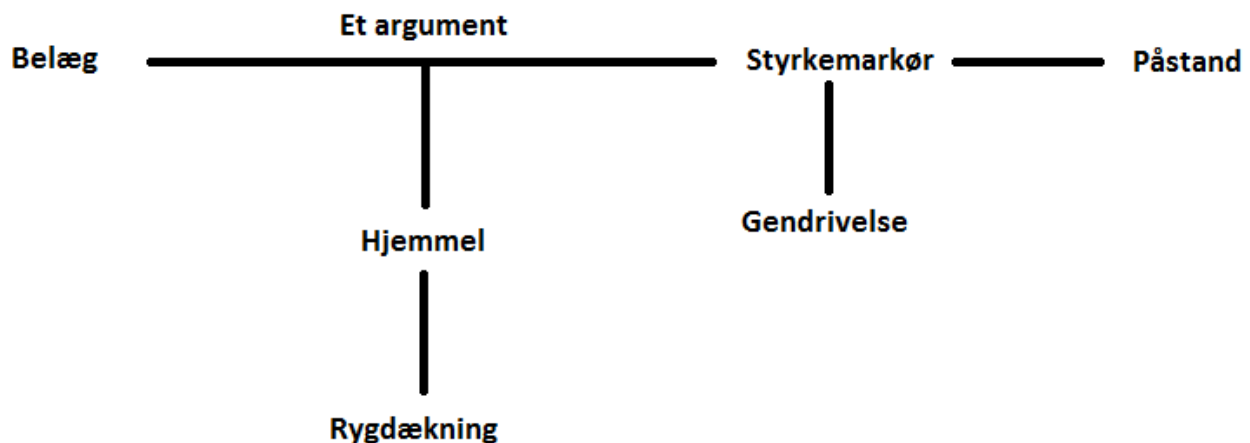 Et argument
Belæg
Styrkemarkør
Påstand
Gendrivelse
Hjemmel
Rygdækning